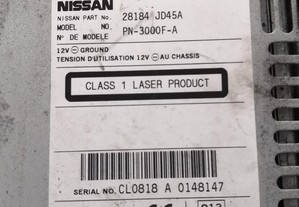 NISSAN
NISSAN PART No. 28184 JD45A
MODEL NO. PN-3000F-A
Nº DE MODELE
12V ⊖ GROUND
TENSION D'UTILISATION 12V ⊖ AU CHASSIS
CLASS 1 LASER PRODUCT
SERIAL NO. CL0818 A 0148147